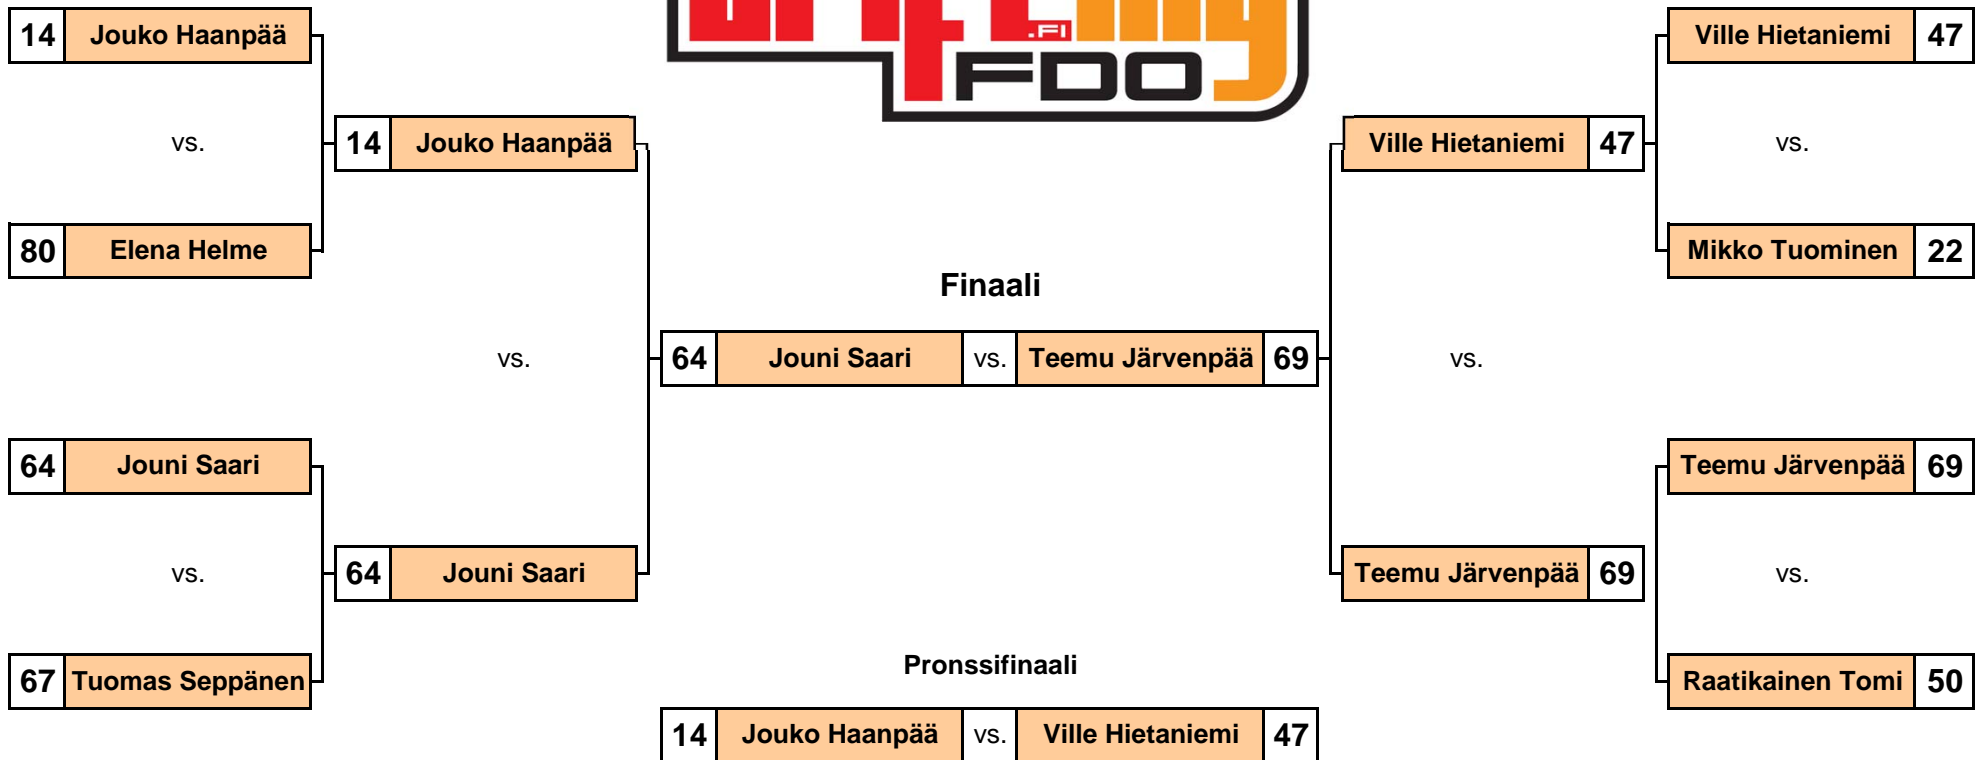 .FI
FDO
14 Jouko Haanpää
vs.
80 Elena Helme
64 Jouni Saari
vs.
67 Tuomas Seppänen
14 Jouko Haanpää
vs.
64 Jouni Saari
Finaali
64 Jouni Saari vs. Teemu Järvenpää 69
Pronssifinaali
14 Jouko Haanpää vs. Ville Hietaniemi 47
Ville Hietaniemi 47
vs.
Teemu Järvenpää 69
Ville Hietaniemi 47
vs.
Mikko Tuominen 22
Teemu Järvenpää 69
vs.
Raatikainen Tomi 50